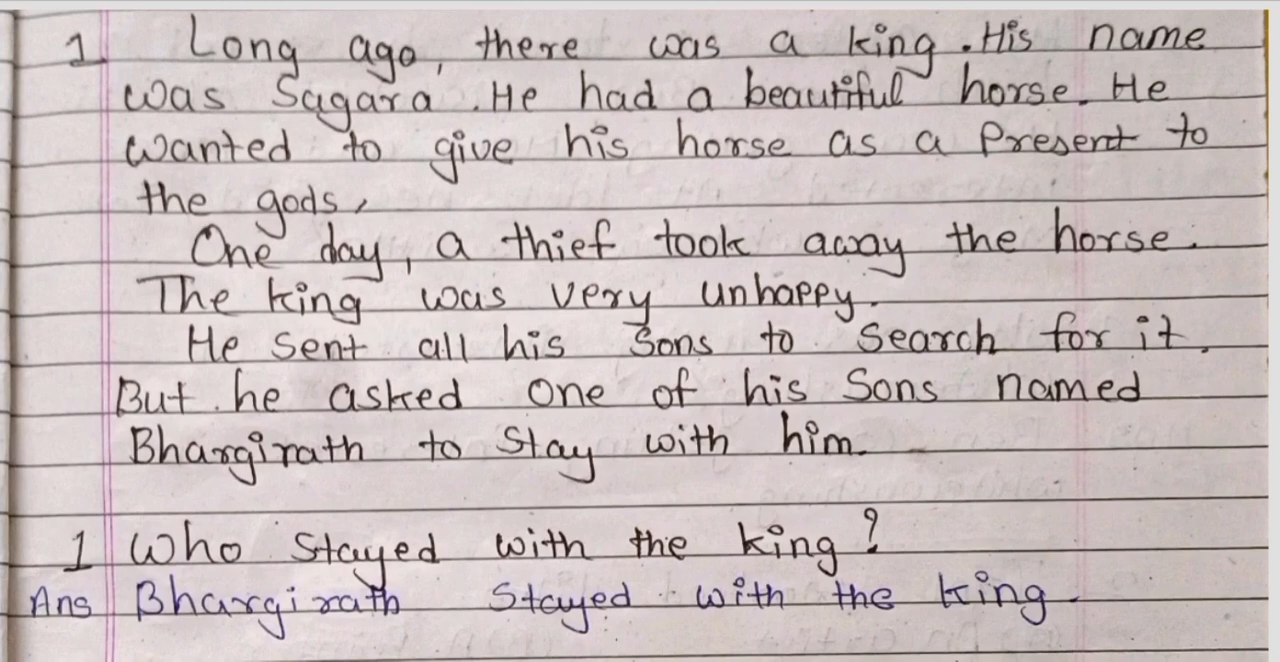 1 Long ago, there was a king. His name
was Sagara. He had a beautiful horse. He
wanted to give his horse as a Present to
the gods,
One day, a thief took away the horse.
The king was very unhappy.
He sent all his Sons to Search for it.
But he asked One of his Sons named
Bhargirath to Stay with him.
1 Who Stayed with the king?
Ans Bhargirath Stayed with the king.